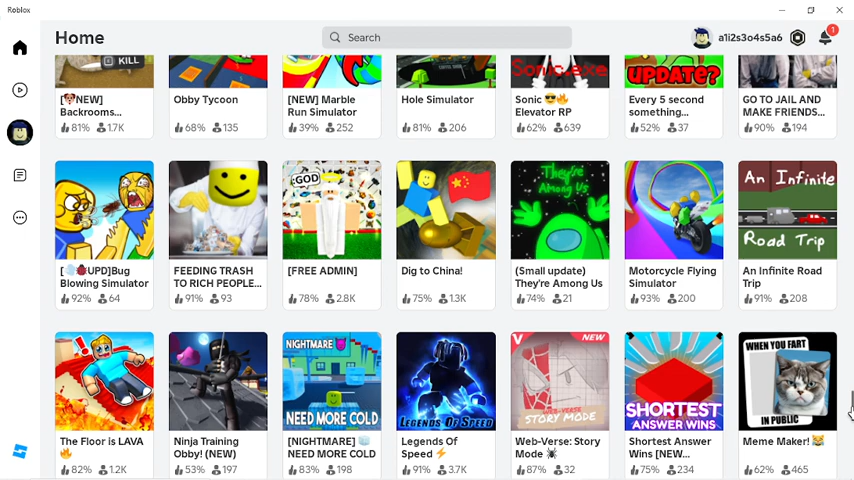 Roblox
Home
Search
a1i2s3o4s5a6
1
KILL
Sonic.exe
UPDATE?
[🐶NEW] Backrooms...
Obby Tycoon
[NEW] Marble Run Simulator
Hole Simulator
Sonic 😎🔥 Elevator RP
Every 5 second something...
GO TO JAIL AND MAKE FRIENDS...
81% 1.7K
68% 135
39% 252
81% 206
62% 639
52% 37
90% 194
GOD
They're Among Us
An Infinite
Road Trip
[💨🐞UPD]Bug Blowing Simulator
FEEDING TRASH TO RICH PEOPLE...
[FREE ADMIN]
Dig to China!
(Small update) They're Among Us
Motorcycle Flying Simulator
An Infinite Road Trip
92% 64
91% 93
78% 2.8K
75% 1.3K
74% 21
93% 200
91% 208
!
NIGHTMARE 😈
NEED MORE COLD
LEGENDS OF SPEED
V
NEW
WEB-VERSE
STORY MODE
SHORTEST
ANSWER WINS
WHEN YOU FART
IN PUBLIC
The Floor is LAVA 🔥
Ninja Training Obby! (NEW)
[NIGHTMARE] 🧊 NEED MORE COLD
Legends Of Speed ⚡
Web-Verse: Story Mode 🕷
Shortest Answer Wins [NEW...
Meme Maker! 😹
82% 1.2K
53% 197
83% 198
91% 3.7K
87% 32
75% 234
62% 465